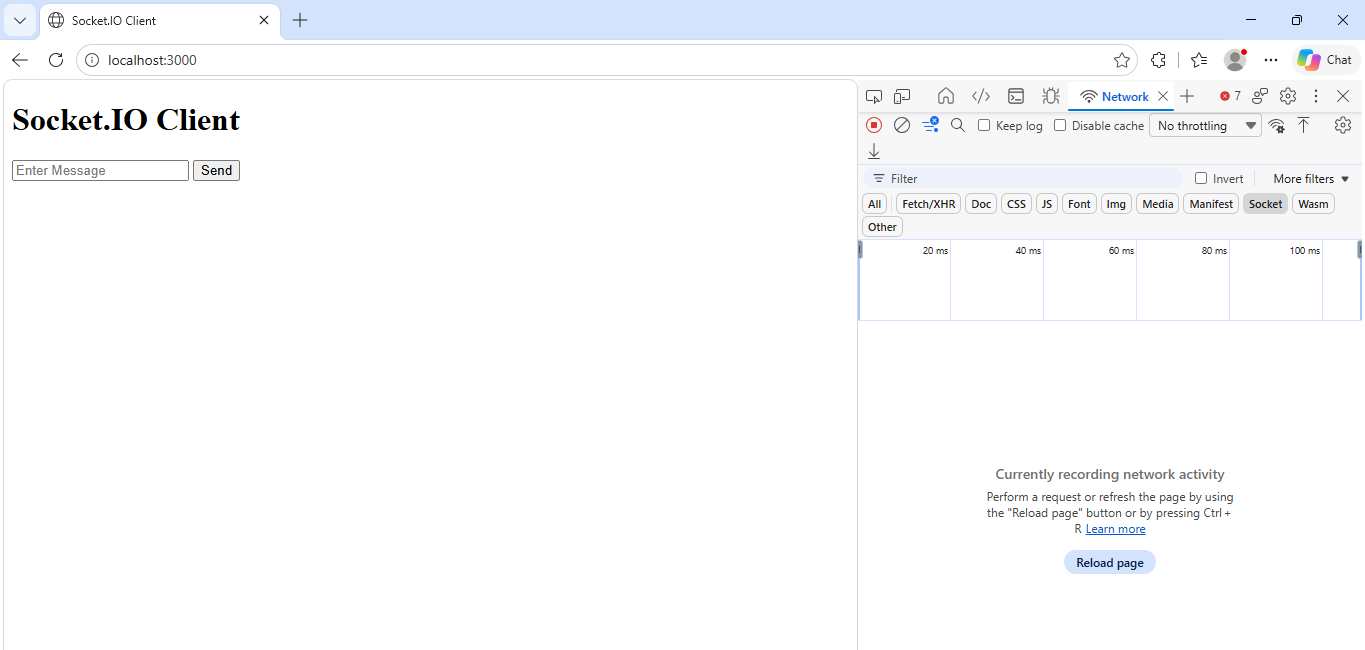 Socket.IO Client
localhost:3000
Chat
Socket.IO Client
Enter Message Send
Network 7
Keep log Disable cache No throttling
Filter Invert More filters
All Fetch/XHR Doc CSS JS Font Img Media Manifest Socket Wasm
Other
20 ms 40 ms 60 ms 80 ms 100 ms
Currently recording network activity
Perform a request or refresh the page by using
the "Reload page" button or by pressing Ctrl +
R Learn more
Reload page